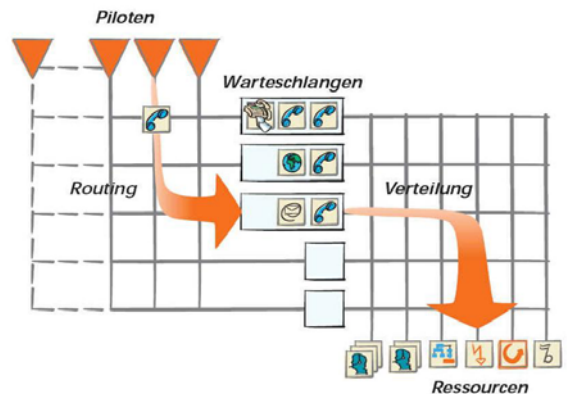 Piloten
Warteschlangen
Routing
Verteilung
Ressourcen